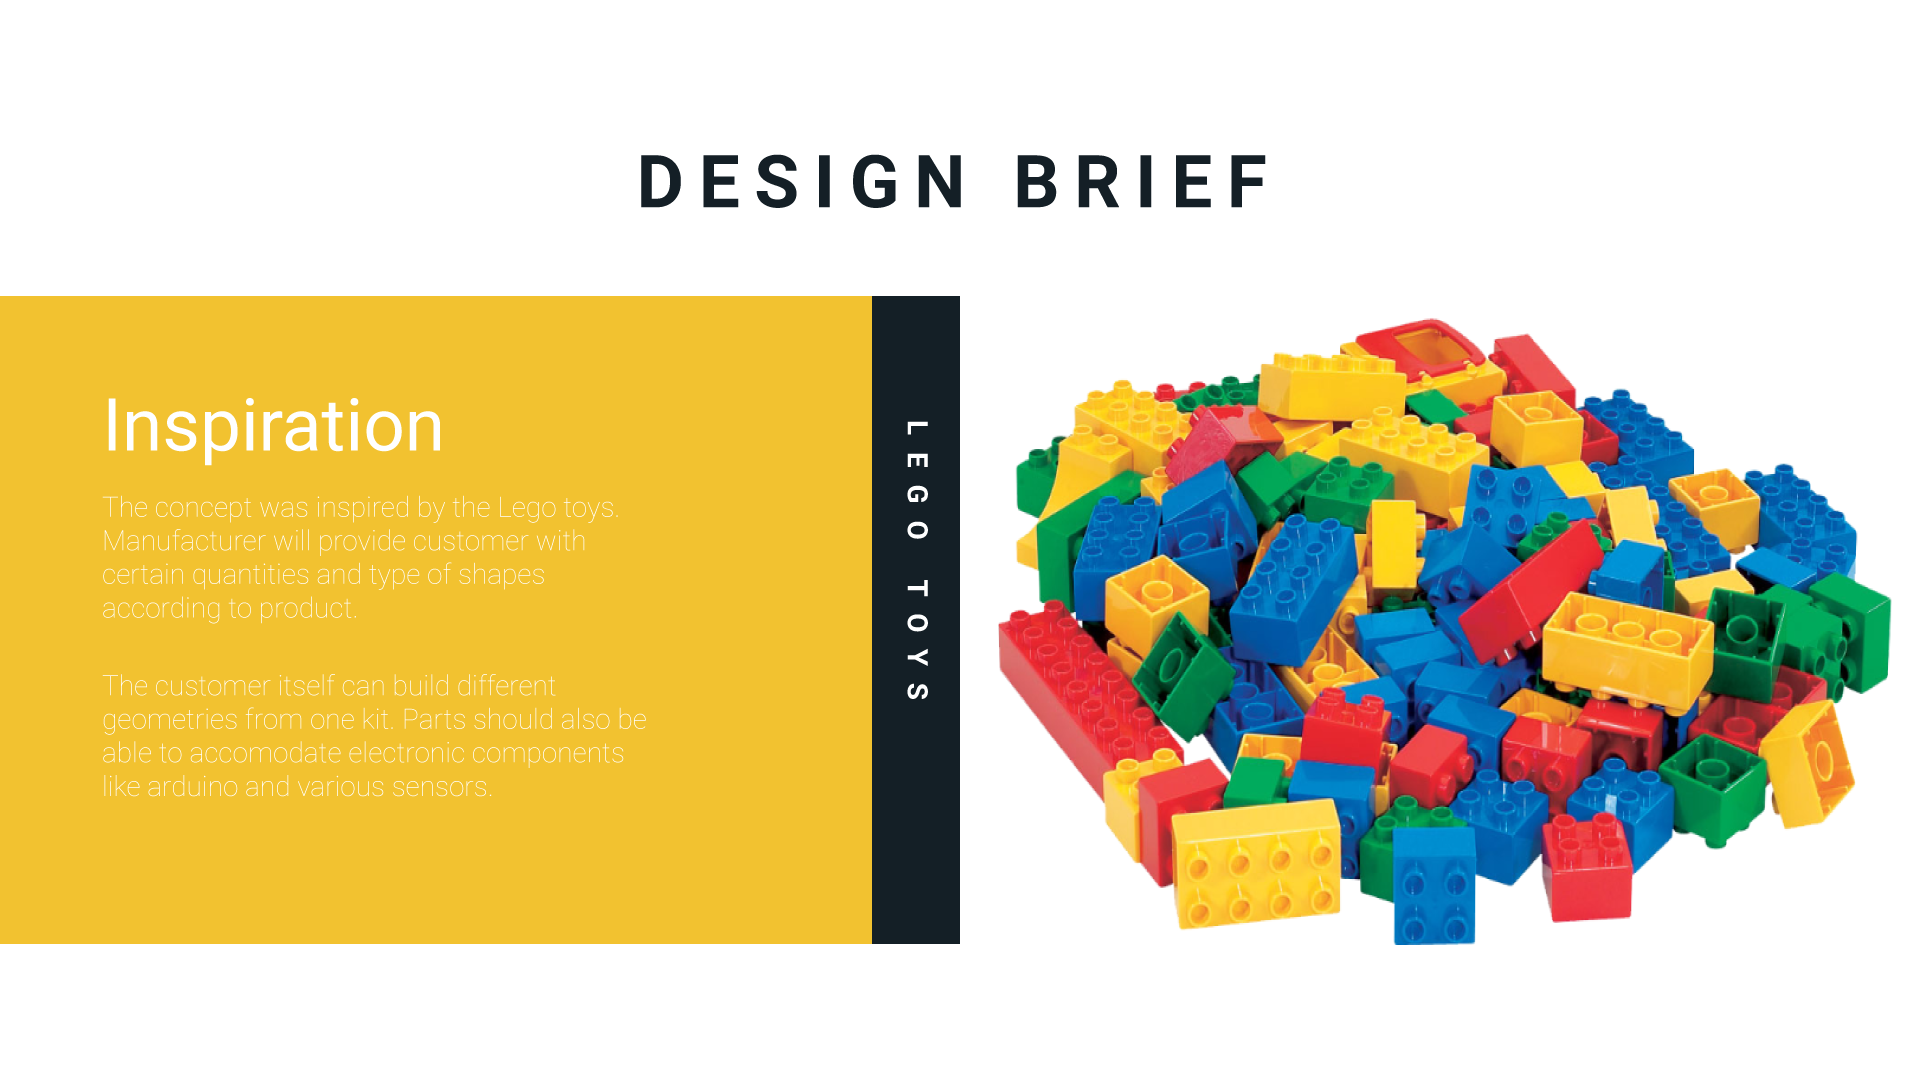 DESIGN BRIEF
Inspiration
The concept was inspired by the Lego toys.
Manufacturer will provide customer with
certain quantities and type of shapes
according to product.
The customer itself can build different
geometries from one kit. Parts should also be
able to accomodate electronic components
like arduino and various sensors.
LEGO TOYS